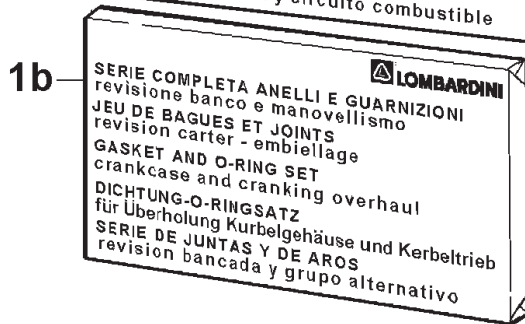 y circuito combustible
1b
LOMBARDINI
SERIE COMPLETA ANELLI E GUARNIZIONI
revisione banco e manovellismo
JEU DE BAGUES ET JOINTS
revision carter - embiellage
GASKET AND O-RING SET
crankcase and cranking overhaul
DICHTUNG-O-RINGSATZ
für Überholung Kurbelgehäuse und Kerbeltrieb
SERIE DE JUNTAS Y DE AROS
revision bancada y grupo alternativo